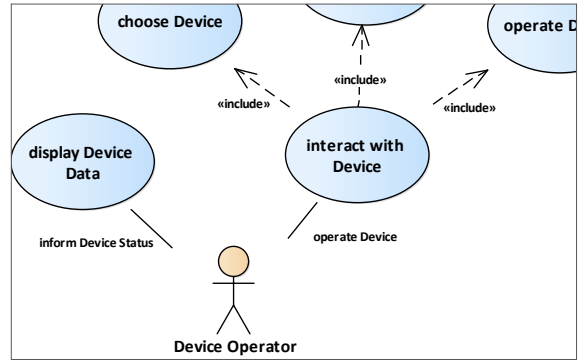 choose Device
operate D
«include»
«include»
«include»
display Device
Data
interact with
Device
inform Device Status
operate Device
Device Operator